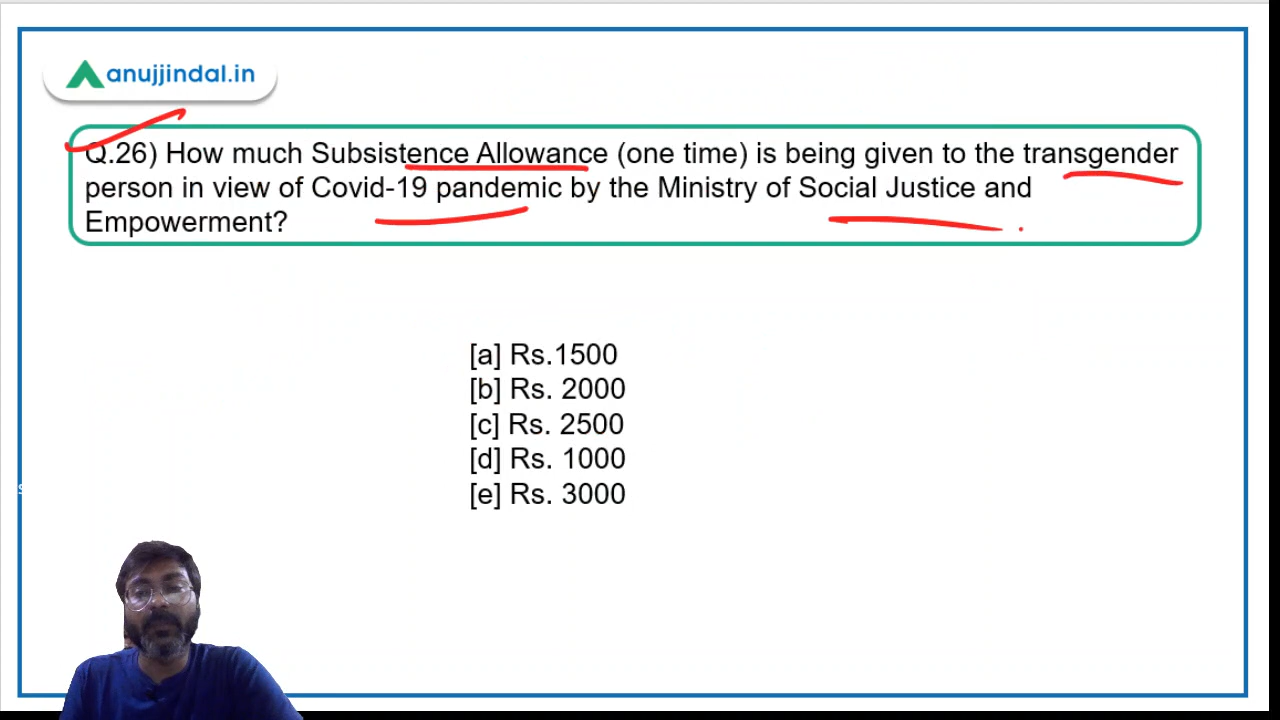 anujjindal.in
Q.26) How much Subsistence Allowance (one time) is being given to the transgender
person in view of Covid-19 pandemic by the Ministry of Social Justice and
Empowerment?
[a] Rs.1500
[b] Rs. 2000
[c] Rs. 2500
[d] Rs. 1000
[e] Rs. 3000